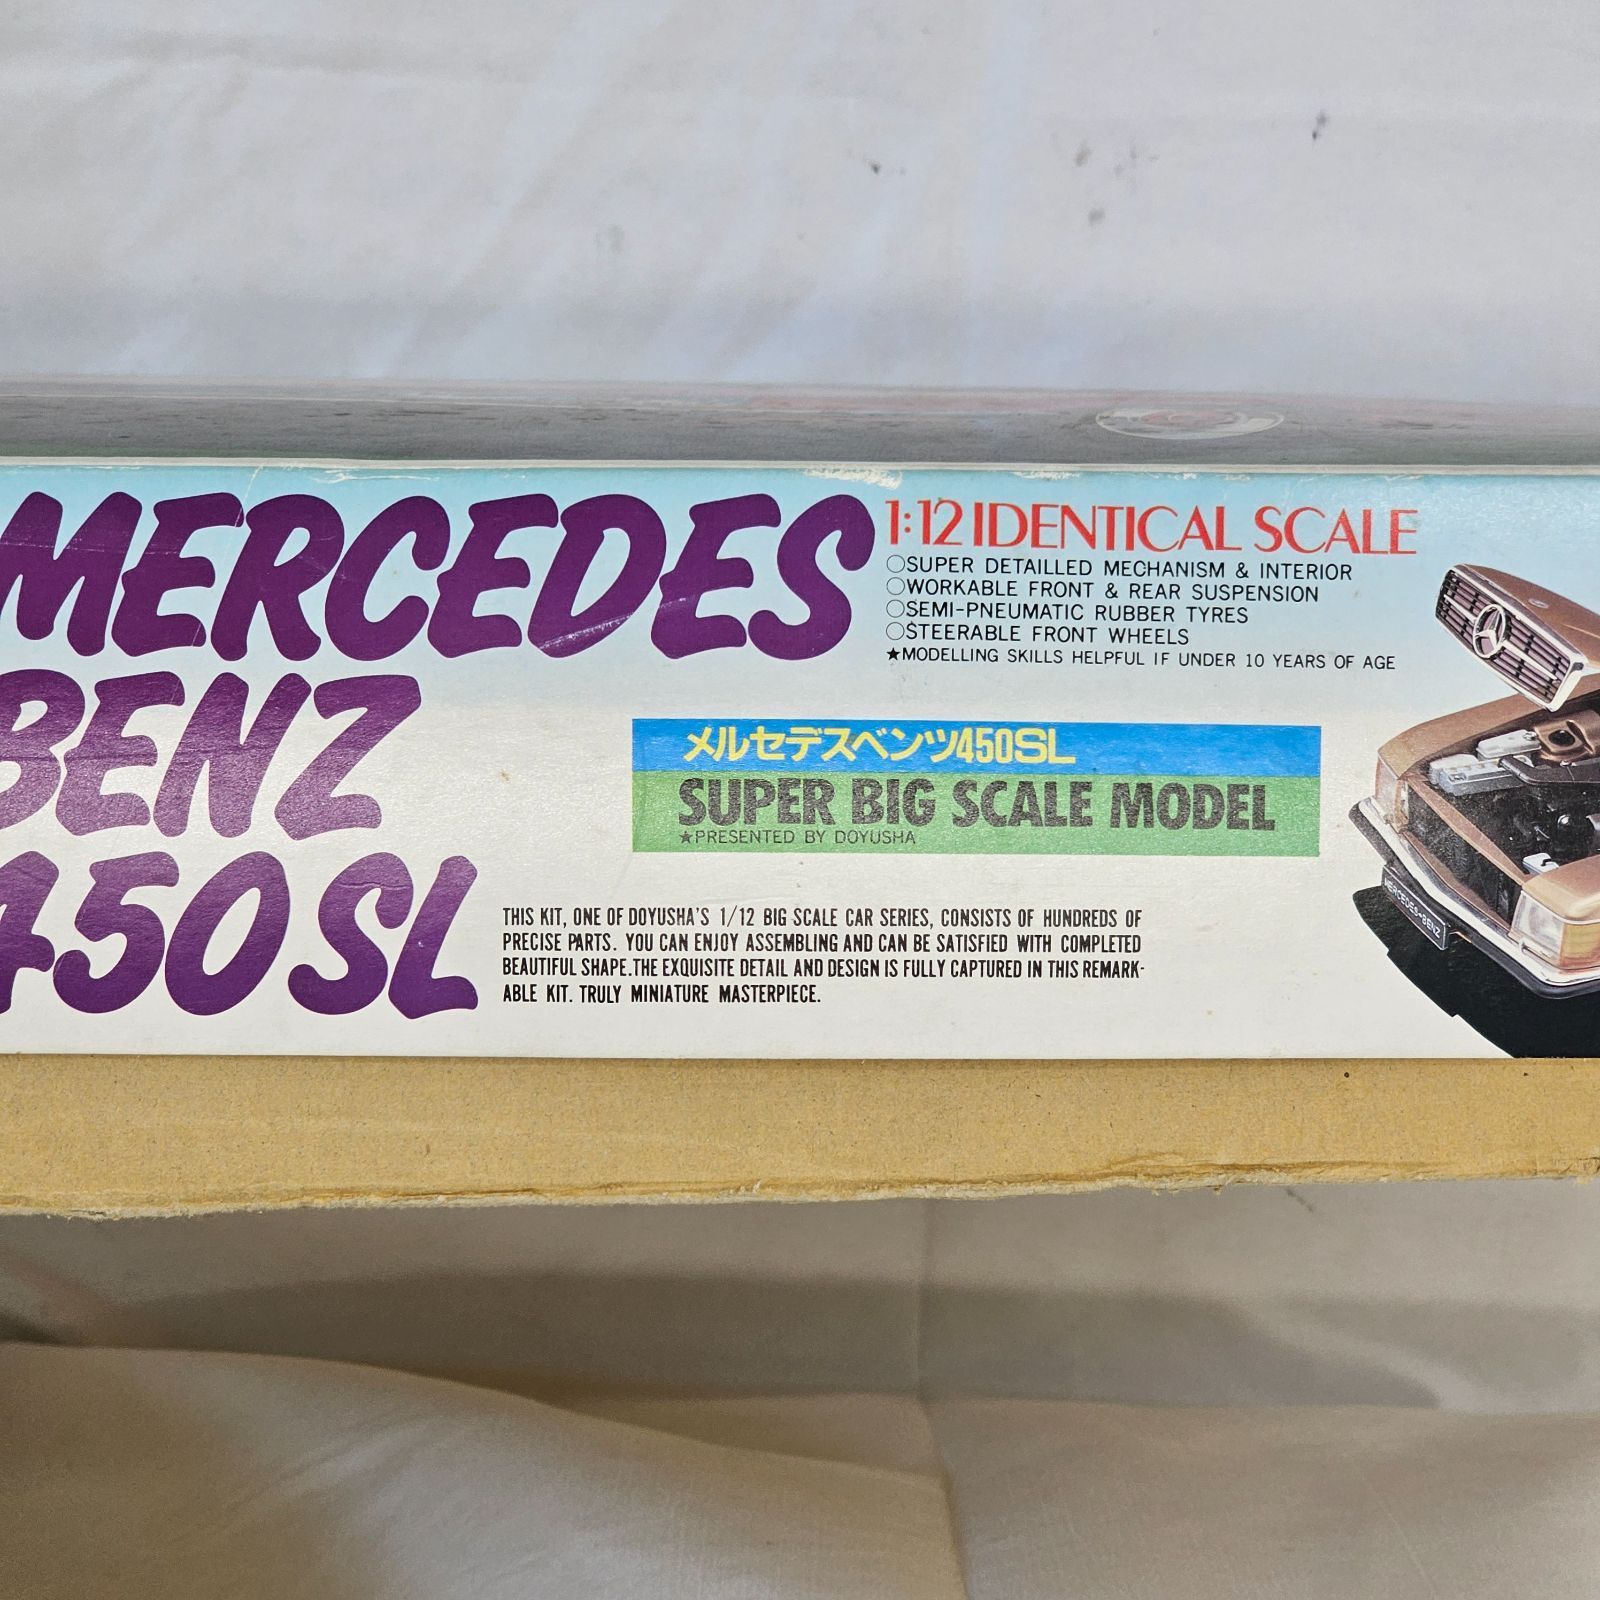 MERCEDES
BENZ
450SL
1:12 IDENTICAL SCALE
○SUPER DETAILLED MECHANISM & INTERIOR
○WORKABLE FRONT & REAR SUSPENSION
○SEMI-PNEUMATIC RUBBER TYRES
○STEERABLE FRONT WHEELS
★MODELLING SKILLS HELPFUL IF UNDER 10 YEARS OF AGE
メルセデスベンツ450SL
SUPER BIG SCALE MODEL
★PRESENTED BY DOYUSHA
THIS KIT, ONE OF DOYUSHA'S 1/12 BIG SCALE CAR SERIES, CONSISTS OF HUNDREDS OF
PRECISE PARTS. YOU CAN ENJOY ASSEMBLING AND CAN BE SATISFIED WITH COMPLETED
BEAUTIFUL SHAPE.THE EXQUISITE DETAIL AND DESIGN IS FULLY CAPTURED IN THIS REMARK-
ABLE KIT. TRULY MINIATURE MASTERPIECE.
MERCEDES-BENZ